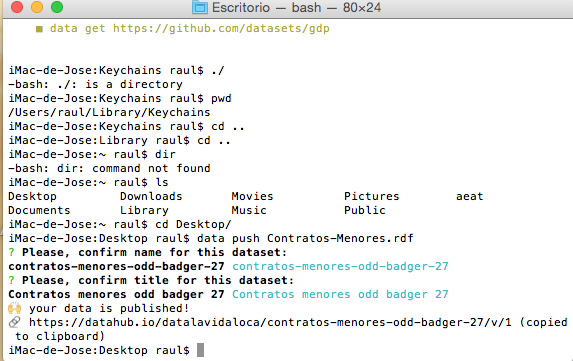 Escritorio — bash — 80×24
■ data get https://github.com/datasets/gdp
iMac-de-Jose:Keychains raul$ ./
-bash: ./: is a directory
iMac-de-Jose:Keychains raul$ pwd
/Users/raul/Library/Keychains
iMac-de-Jose:Keychains raul$ cd ..
iMac-de-Jose:Library raul$ cd ..
iMac-de-Jose:~ raul$ dir
-bash: dir: command not found
iMac-de-Jose:~ raul$ ls
Desktop Downloads Movies Pictures aeat
Documents Library Music Public
iMac-de-Jose:~ raul$ cd Desktop/
iMac-de-Jose:Desktop raul$ data push Contratos-Menores.rdf
? Please, confirm name for this dataset:
contratos-menores-odd-badger-27 contratos-menores-odd-badger-27
? Please, confirm title for this dataset:
Contratos menores odd badger 27 Contratos menores odd badger 27
🙌 your data is published!
🔗 https://datahub.io/datalavidaloca/contratos-menores-odd-badger-27/v/1 (copied
to clipboard)
iMac-de-Jose:Desktop raul$